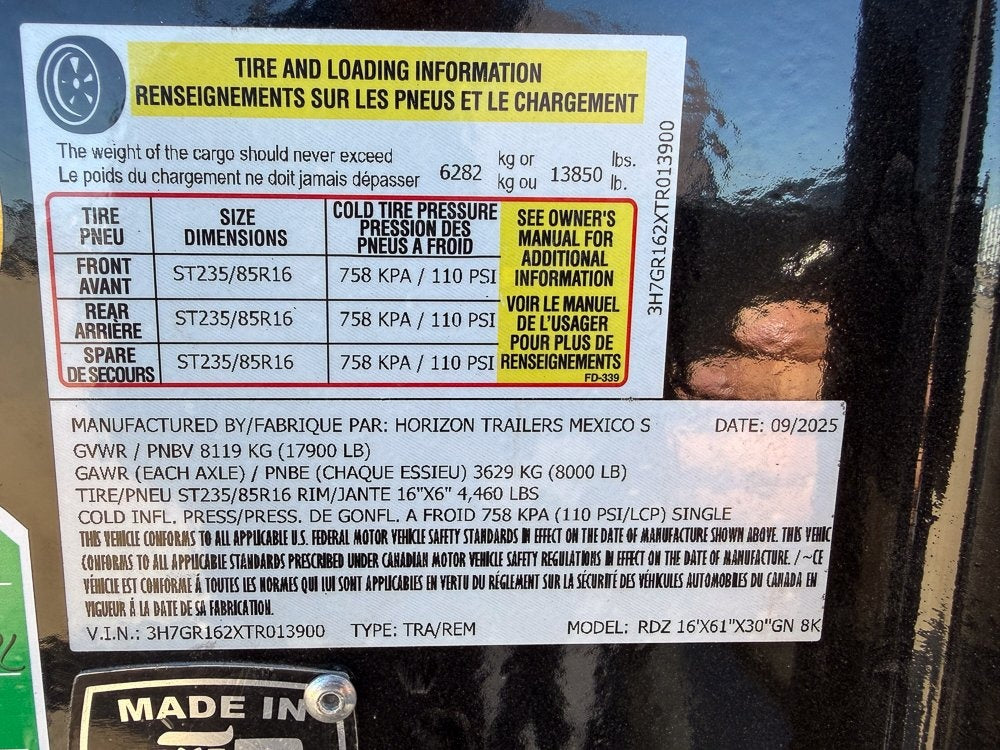 TIRE AND LOADING INFORMATION
RENSEIGNEMENTS SUR LES PNEUS ET LE CHARGEMENT
The weight of the cargo should never exceed 6282 kg or 13850 lbs.
Le poids du chargement ne doit jamais dépasser kg ou lb.
TIRE PNEU SIZE DIMENSIONS COLD TIRE PRESSURE PRESSION DES PNEUS A FROID
FRONT AVANT ST235/85R16 758 KPA / 110 PSI
REAR ARRIÈRE ST235/85R16 758 KPA / 110 PSI
SPARE DE SECOURS ST235/85R16 758 KPA / 110 PSI
SEE OWNER'S
MANUAL FOR
ADDITIONAL
INFORMATION
VOIR LE MANUEL
DE L'USAGER
POUR PLUS DE
RENSEIGNEMENTS
FD-339
3H7GR162XTR013900
MANUFACTURED BY/FABRIQUE PAR: HORIZON TRAILERS MEXICO S DATE: 09/2025
GVWR / PNBV 8119 KG (17900 LB)
GAWR (EACH AXLE) / PNBE (CHAQUE ESSIEU) 3629 KG (8000 LB)
TIRE/PNEU ST235/85R16 RIM/JANTE 16"X6" 4,460 LBS
COLD INFL. PRESS/PRESS. DE GONFL. A FROID 758 KPA (110 PSI/LCP) SINGLE
THIS VEHICLE CONFORMS TO ALL APPLICABLE U.S. FEDERAL MOTOR VEHICLE SAFETY STANDARDS IN EFFECT ON THE DATE OF MANUFACTURE SHOWN ABOVE. THIS VEHIC
CONFORMS TO ALL APPLICABLE STANDARDS PRESCRIBED UNDER CANADIAN MOTOR VEHICLE SAFETY REGULATIONS IN EFFECT ON THE DATE OF MANUFACTURE. / ~CE
VÉHICLE EST CONFORME Á TOUTES LES NORMES QUI LUI SONT APPLICABLES EN VERTU DU RÉGLEMENT SUR LA SÉCURITÉ DES VÉHICULES AUTOMOBILES DU CANADA EN
VIGUEUR Á LA DATE DE SA FABRICATION.
V.I.N.: 3H7GR162XTR013900 TYPE: TRA/REM MODEL: RDZ 16'X61"X30"GN 8K
MADE IN